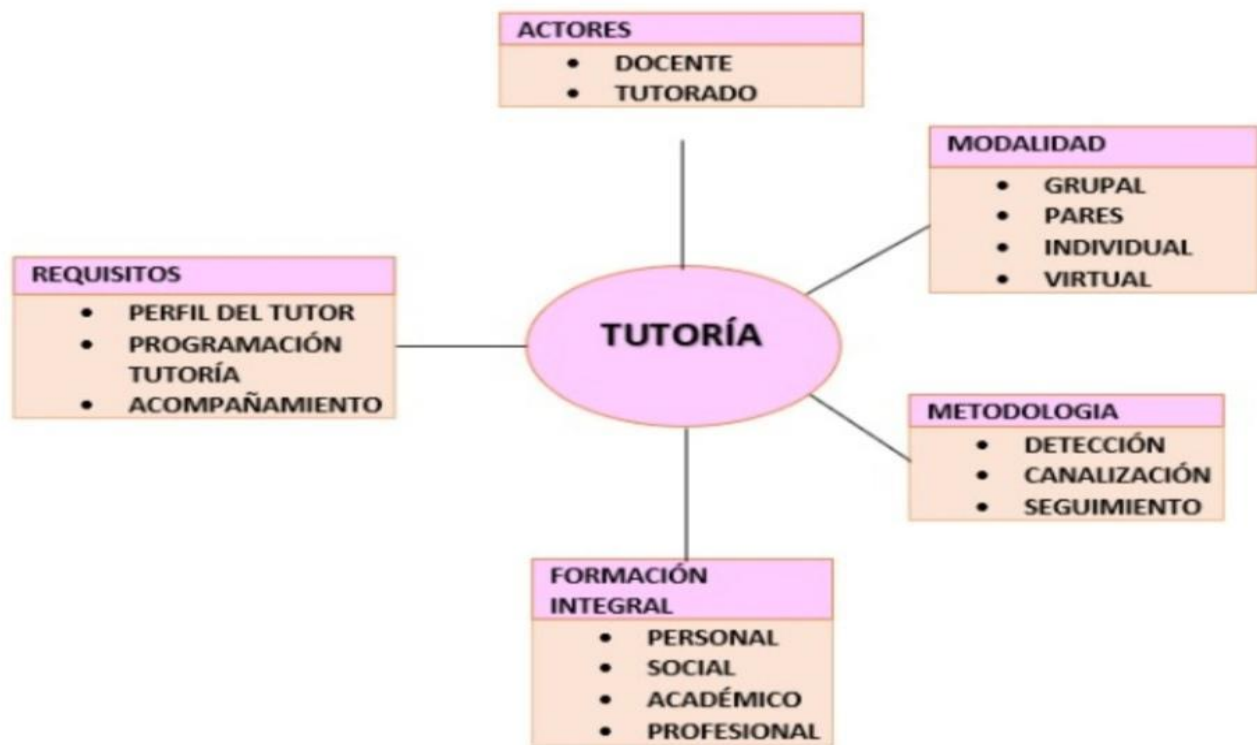 ACTORES
• DOCENTE
• TUTORADO
MODALIDAD
• GRUPAL
• PARES
• INDIVIDUAL
• VIRTUAL
REQUISITOS
• PERFIL DEL TUTOR
• PROGRAMACIÓN
TUTORÍA
• ACOMPAÑAMIENTO
TUTORÍA
METODOLOGIA
• DETECCIÓN
• CANALIZACIÓN
• SEGUIMIENTO
FORMACIÓN
INTEGRAL
• PERSONAL
• SOCIAL
• ACADÉMICO
• PROFESIONAL